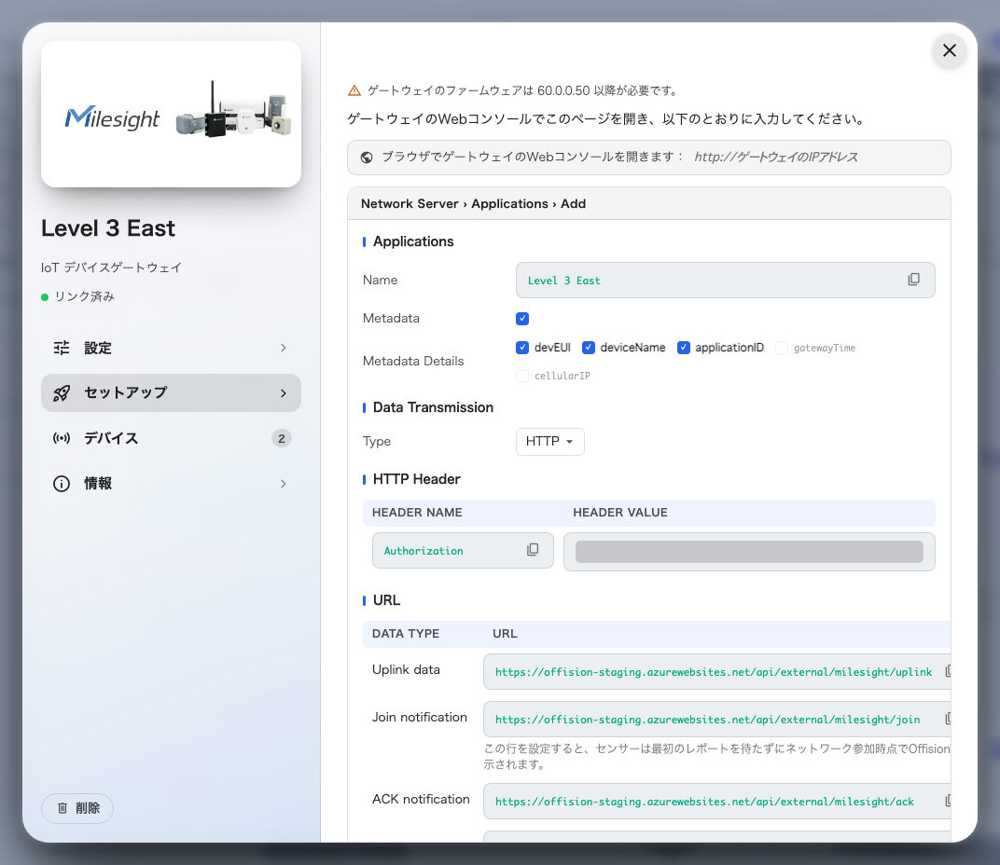 Milesight
Level 3 East
IoT デバイスゲートウェイ
リンク済み
設定
セットアップ
デバイス
2
情報
削除
ゲートウェイのファームウェアは 60.0.0.50 以降が必要です。
ゲートウェイのWebコンソールでこのページを開き、以下のとおりに入力してください。
ブラウザでゲートウェイのWebコンソールを開きます： http://ゲートウェイのIPアドレス
Network Server › Applications › Add
Applications
Name
Level 3 East
Metadata
Metadata Details
devEUI
deviceName
applicationID
gatewayTime
cellularIP
Data Transmission
Type
HTTP
HTTP Header
HEADER NAME
HEADER VALUE
Authorization
URL
DATA TYPE
URL
Uplink data
https://offision-staging.azurewebsites.net/api/external/milesight/uplink
Join notification
https://offision-staging.azurewebsites.net/api/external/milesight/join
この行を設定すると、センサーは最初のレポートを待たずにネットワーク参加時点でOffision
示されます。
ACK notification
https://offision-staging.azurewebsites.net/api/external/milesight/ack